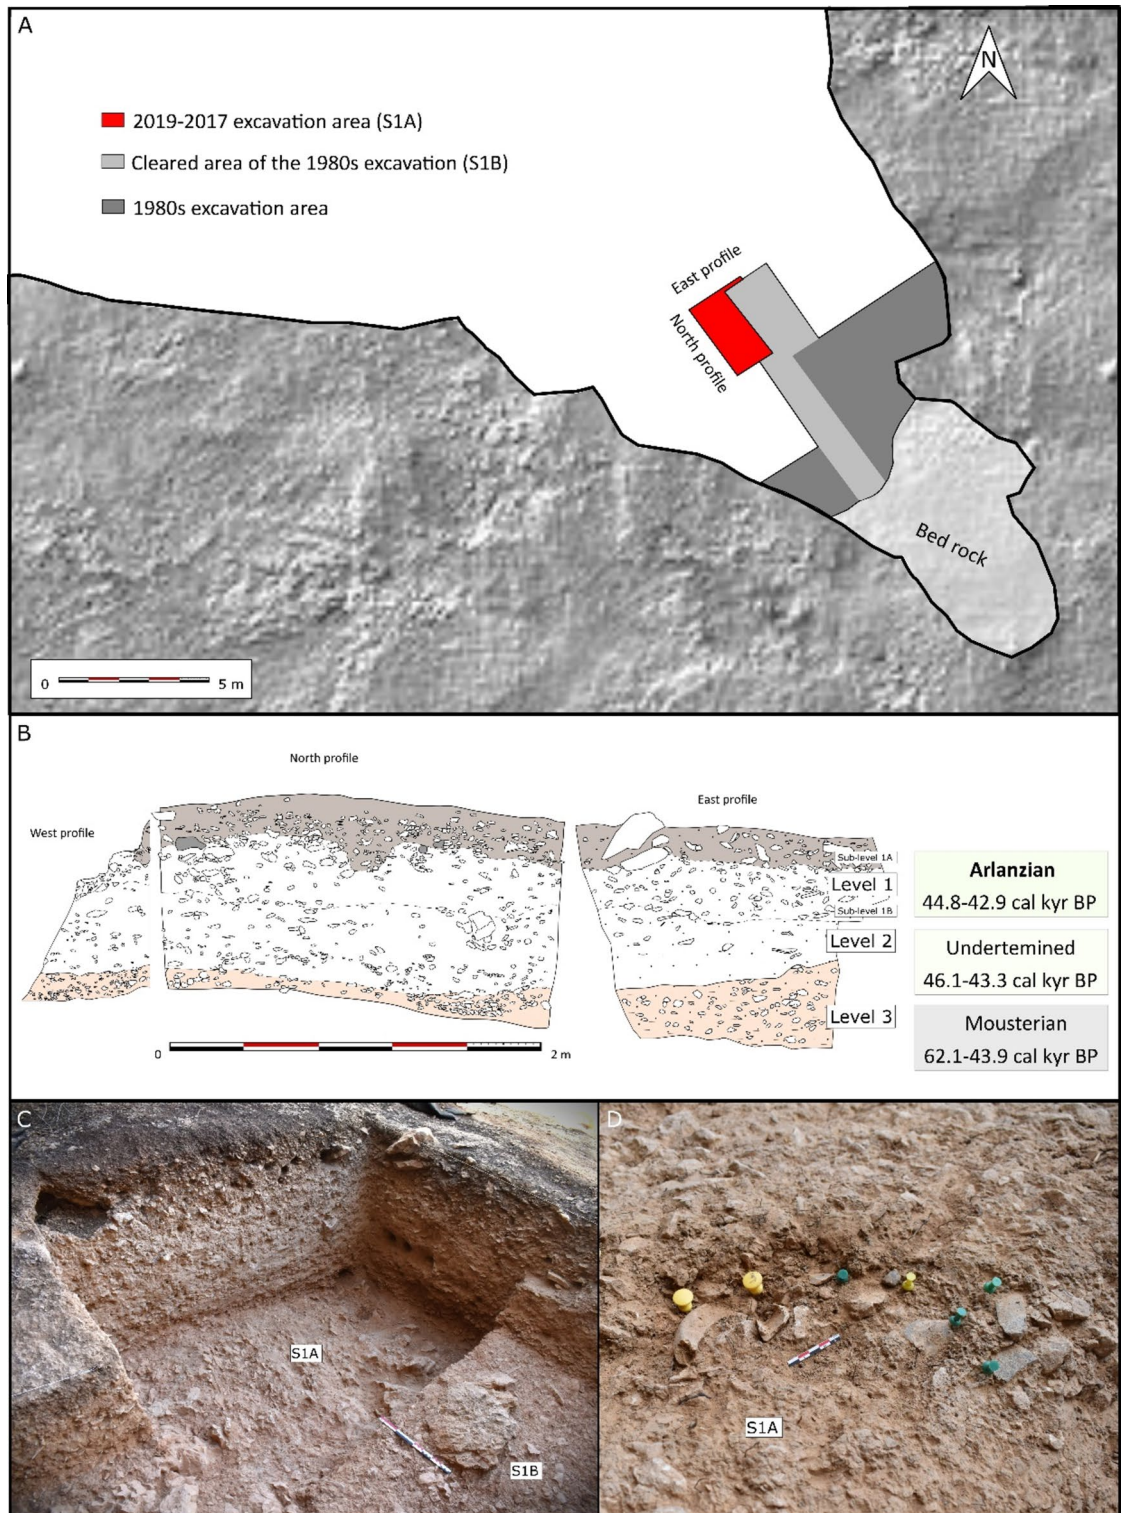 A
N
2019-2017 excavation area (S1A)
Cleared area of the 1980s excavation (S1B)
1980s excavation area
East profile
North profile
Bed rock
0 5 m
B
North profile
East profile
West profile
Sub-level 1A
Level 1
Sub-level 1B
Level 2
Level 3
Arlanzian
44.8-42.9 cal kyr BP
Undertemined
46.1-43.3 cal kyr BP
Mousterian
62.1-43.9 cal kyr BP
0 2 m
C
S1A
S1B
D
S1A